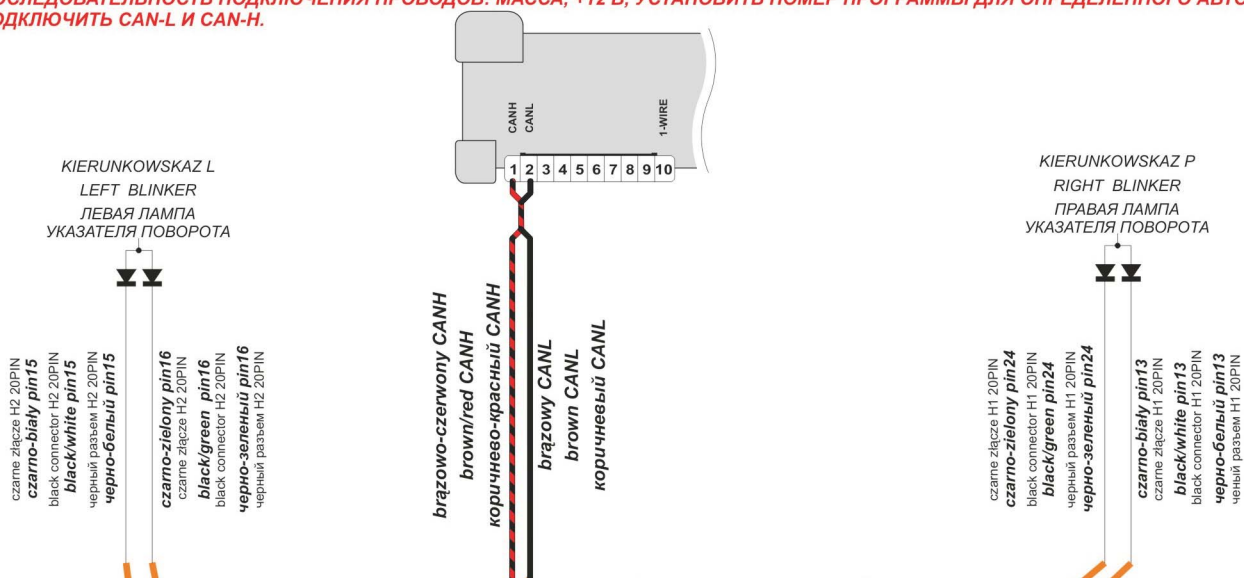 ПОДКЛЮЧИТЬ CAN-L И CAN-H.
CANH
CANL
1-WIRE
1 2 3 4 5 6 7 8 9 10
KIERUNKOWSKAZ L
LEFT BLINKER
ЛЕВАЯ ЛАМПА
УКАЗАТЕЛЯ ПОВОРОТА
czarne złącze H2 20PIN
czarno-biały pin15
black connector H2 20PIN
black/white pin15
черный разъем H2 20PIN
черно-белый pin15
czarno-zielony pin16
czarne złącze H2 20PIN
black/green pin16
black connector H2 20PIN
черно-зеленый pin16
черный разъем H2 20PIN
brązowo-czerwony CANH
brown/red CANH
коричнево-красный CANH
brązowy CANL
brown CANL
коричневый CANL
KIERUNKOWSKAZ P
RIGHT BLINKER
ПРАВАЯ ЛАМПА
УКАЗАТЕЛЯ ПОВОРОТА
czarne złącze H1 20PIN
czarno-zielony pin24
black connector H1 20PIN
black/green pin24
черный разъем H1 20PIN
черно-зеленый pin24
czarno-biały pin13
czarne złącze H1 20PIN
black/white pin13
black connector H1 20PIN
черно-белый pin13
ченый разъем H1 20PIN